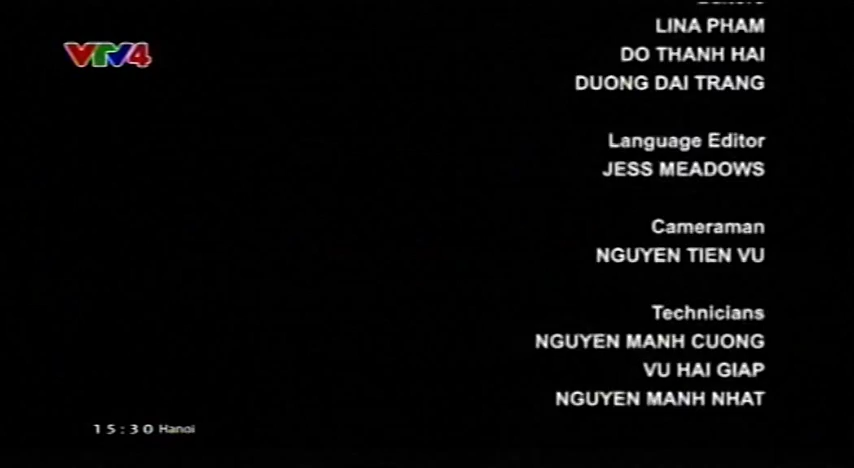 Editors
LINA PHAM
VTV4
DO THANH HAI
DUONG DAI TRANG
Language Editor
JESS MEADOWS
Cameraman
NGUYEN TIEN VU
Technicians
NGUYEN MANH CUONG
VU HAI GIAP
NGUYEN MANH NHAT
15:30 Hanoi